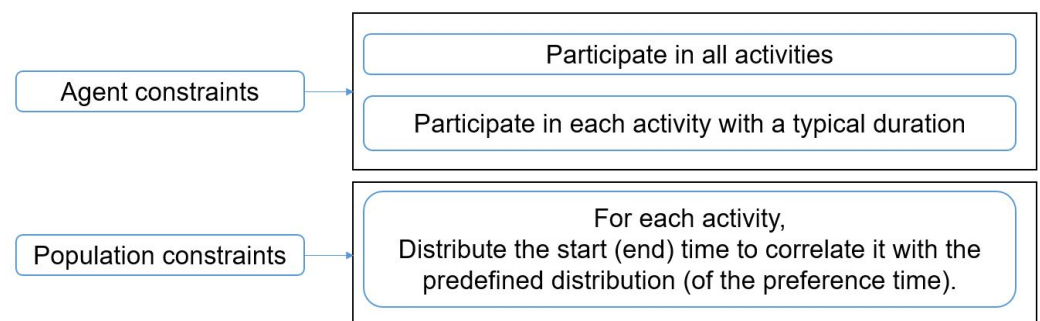 Participate in all activities
Agent constraints
Participate in each activity with a typical duration
For each activity,
Population constraints
Distribute the start (end) time to correlate it with the
predefined distribution (of the preference time).